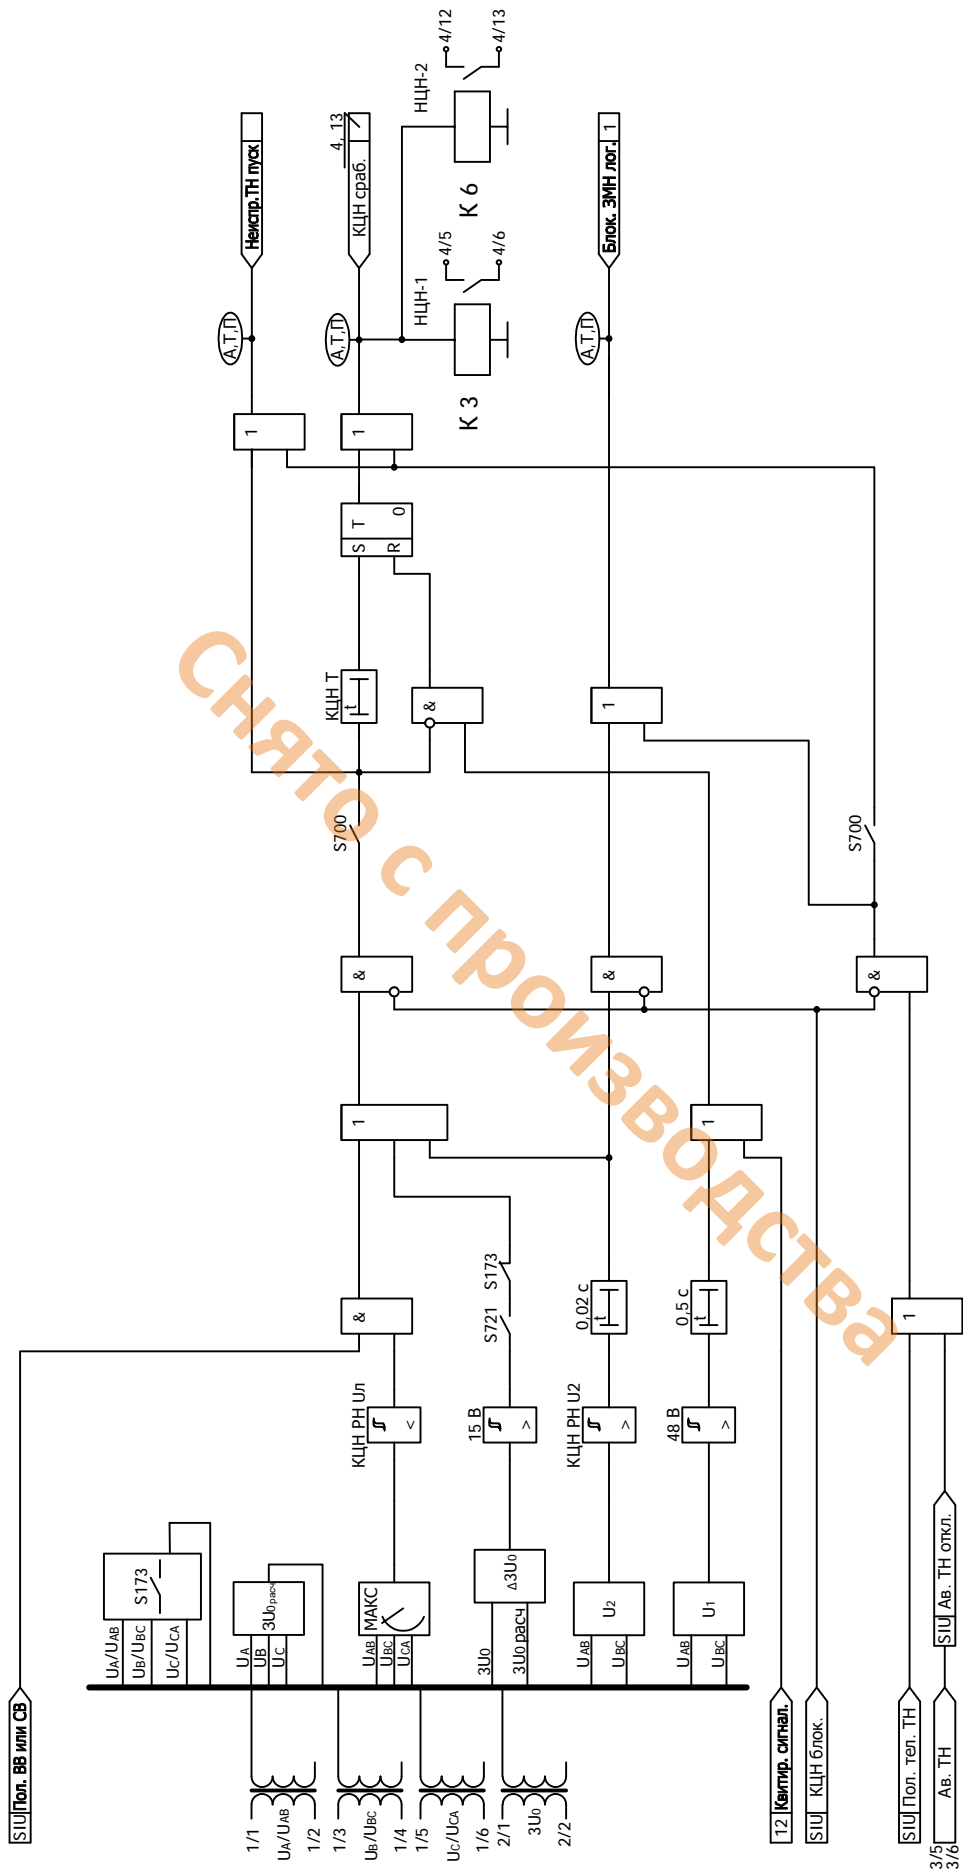 SIU Пол. ВВ или СВ
UA/UAB
UB/UBC
UC/UCA
S173
UA
UB
UC
3U0 расч
UAB
UBC
UCA
МАКС
3U0
3U0 расч
Δ3U0
UAB
UBC
U2
UAB
UBC
U1
1/1
UA/UAB
1/2
1/3
UB/UBC
1/4
1/5
UC/UCA
1/6
2/1
3U0
2/2
12 Квитир. сигнал.
SIU КЦН блок.
SIU Пол. тел. ТН
3/5
3/6
Ав. ТН
SIU Ав. ТН откл.
КЦН РН Uл
<
15 В
>
КЦН РН U2
>
48 В
>
&
S721
S173
0,02 с
t
0,5 с
t
1
1
1
&
&
&
S700
S700
КЦН Т
t
&
1
S
R
T
0
1
1
А,Т,П
А,Т,П
А,Т,П
Неиспр.ТН пуск
КЦН сраб.
4, 13
Блок. ЗМН лог. 1
НЦН-1
К 3
4/5
4/6
НЦН-2
К 6
4/12
4/13
Снято с производства